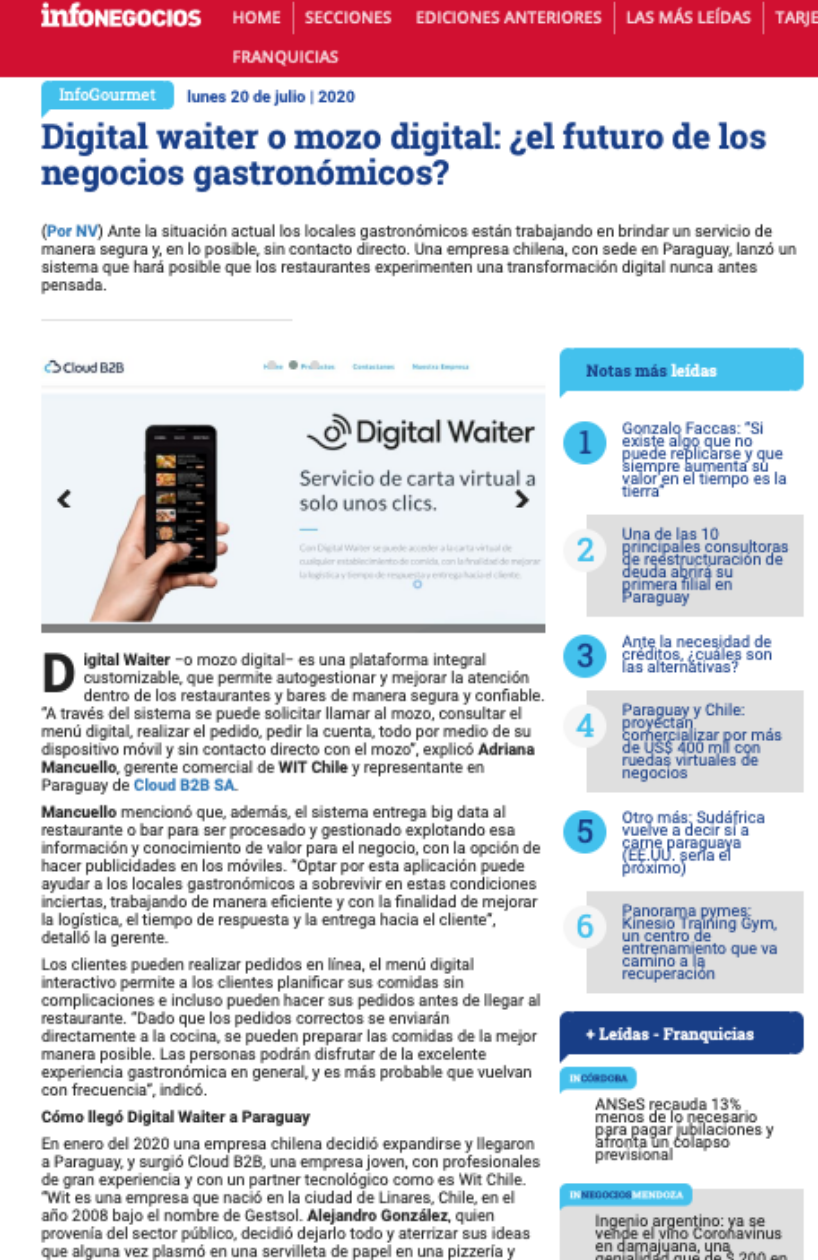 infoNEGOCIOS
HOME
SECCIONES
EDICIONES ANTERIORES
LAS MÁS LEÍDAS
FRANQUICIAS
InfoGourmet
lunes 20 de julio | 2020
Digital waiter o mozo digital: ¿el futuro de los
negocios gastronómicos?
(Por NV) Ante la situación actual los locales gastronómicos están trabajando en brindar un servicio de
manera segura y, en lo posible, sin contacto directo. Una empresa chilena, con sede en Paraguay, lanzó un
sistema que hará posible que los restaurantes experimenten una transformación digital nunca antes
pensada.
Cloud B2B
Productos Contactanos Nuestra Empresa
Digital Waiter
Servicio de carta virtual a
solo unos clics.
Con Digital Waiter se puede acceder a la carta virtual de
cualquier establecimiento de comida, con la finalidad de mejorar
la logística y tiempo de respuesta y entrega hacia el cliente.
Digital Waiter –o mozo digital– es una plataforma integral
customizable, que permite autogestionar y mejorar la atención
dentro de los restaurantes y bares de manera segura y confiable.
“A través del sistema se puede solicitar llamar al mozo, consultar el
menú digital, realizar el pedido, pedir la cuenta, todo por medio de su
dispositivo móvil y sin contacto directo con el mozo”, explicó Adriana
Mancuello, gerente comercial de WIT Chile y representante en
Paraguay de Cloud B2B SA.
Mancuello mencionó que, además, el sistema entrega big data al
restaurante o bar para ser procesado y gestionado explotando esa
información y conocimiento de valor para el negocio, con la opción de
hacer publicidades en los móviles. “Optar por esta aplicación puede
ayudar a los locales gastronómicos a sobrevivir en estas condiciones
inciertas, trabajando de manera eficiente y con la finalidad de mejorar
la logística, el tiempo de respuesta y la entrega hacia el cliente”,
detalló la gerente.
Los clientes pueden realizar pedidos en línea, el menú digital
interactivo permite a los clientes planificar sus comidas sin
complicaciones e incluso pueden hacer sus pedidos antes de llegar al
restaurante. “Dado que los pedidos correctos se enviarán
directamente a la cocina, se pueden preparar las comidas de la mejor
manera posible. Las personas podrán disfrutar de la excelente
experiencia gastronómica en general, y es más probable que vuelvan
con frecuencia”, indicó.
Cómo llegó Digital Waiter a Paraguay
En enero del 2020 una empresa chilena decidió expandirse y llegaron
a Paraguay, y surgió Cloud B2B, una empresa joven, con profesionales
de gran experiencia y con un partner tecnológico como es Wit Chile.
“Wit es una empresa que nació en la ciudad de Linares, Chile, en el
año 2008 bajo el nombre de Gestsol. Alejandro González, quien
provenía del sector público, decidió dejarlo todo y aterrizar sus ideas
que alguna vez plasmó en una servilleta de papel en una pizzería y
Notas más leídas
1
Gonzalo Faccas: “Si
existe algo que no
puede replicarse y que
siempre aumenta su
valor en el tiempo es la
tierra”
2
Una de las 10
principales consultoras
de reestructuración de
deuda abrirá su
primera filial en
Paraguay
3
Ante la necesidad de
créditos, ¿cuáles son
las alternativas?
4
Paraguay y Chile:
proyectan
comercializar por más
de US$ 400 mil con
ruedas virtuales de
negocios
5
Otro más: Sudáfrica
vuelve a decir sí a
carne paraguaya
(EE.UU. sería el
próximo)
6
Panorama pymes:
Kinesio Training Gym,
un centro de
entrenamiento que va
camino a la
recuperación
+ Leídas - Franquicias
IN CÓRDOBA
ANSeS recauda 13%
menos de lo necesario
para pagar jubilaciones y
afronta un colapso
previsional
IN NEGOCIOS MENDOZA
Ingenio argentino: ya se
vende el vino Coronavinus
en damajuana, una
genialidad que de $ 200 en